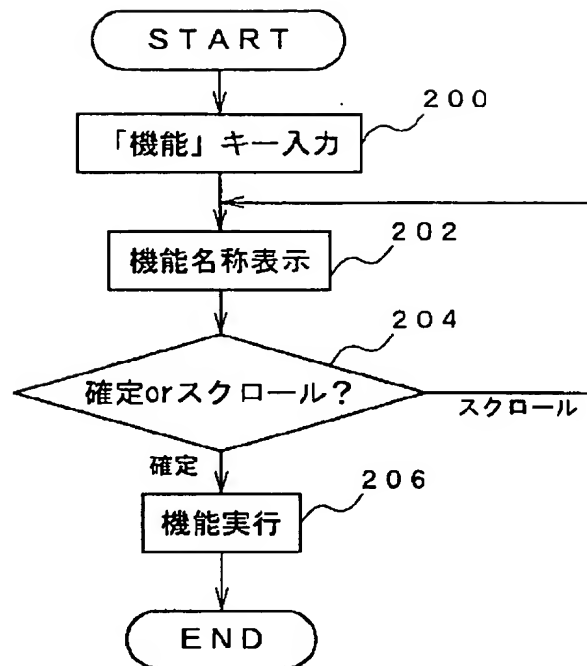 START
200
「機能」キー入力
202
機能名称表示
204
確定orスクロール？
スクロール
確定
206
機能実行
END